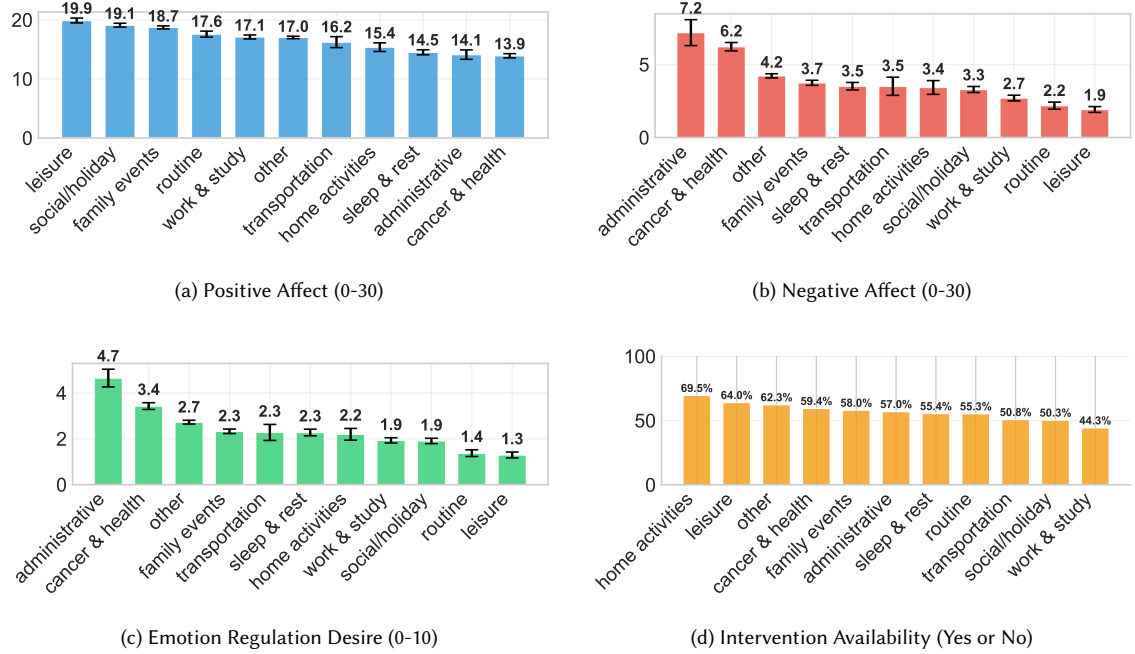 19.9 19.1 18.7 17.6 17.1 17.0 16.2 15.4 14.5 14.1 13.9
20
10
0
leisure
social/holiday
family events
routine
work & study
other
transportation
home activities
sleep & rest
administrative
cancer & health
(a) Positive Affect (0-30)
7.2 6.2 4.2 3.7 3.5 3.5 3.4 3.3 2.7 2.2 1.9
5
0
administrative
cancer & health
other
family events
sleep & rest
transportation
home activities
social/holiday
work & study
routine
leisure
(b) Negative Affect (0-30)
4.7 3.4 2.7 2.3 2.3 2.3 2.2 1.9 1.9 1.4 1.3
4
2
0
administrative
cancer & health
other
family events
transportation
sleep & rest
home activities
work & study
social/holiday
routine
leisure
(c) Emotion Regulation Desire (0-10)
100
69.5% 64.0% 62.3% 59.4% 58.0% 57.0% 55.4% 55.3% 50.8% 50.3% 44.3%
50
0
home activities
leisure
other
cancer & health
family events
administrative
sleep & rest
routine
transportation
social/holiday
work & study
(d) Intervention Availability (Yes or No)